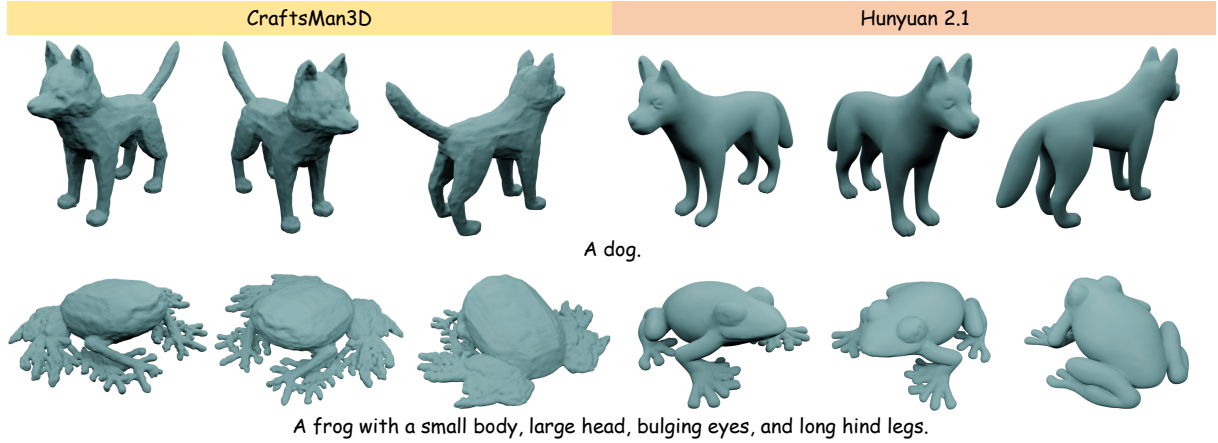 CraftsMan3D
Hunyuan 2.1
A dog.
A frog with a small body, large head, bulging eyes, and long hind legs.